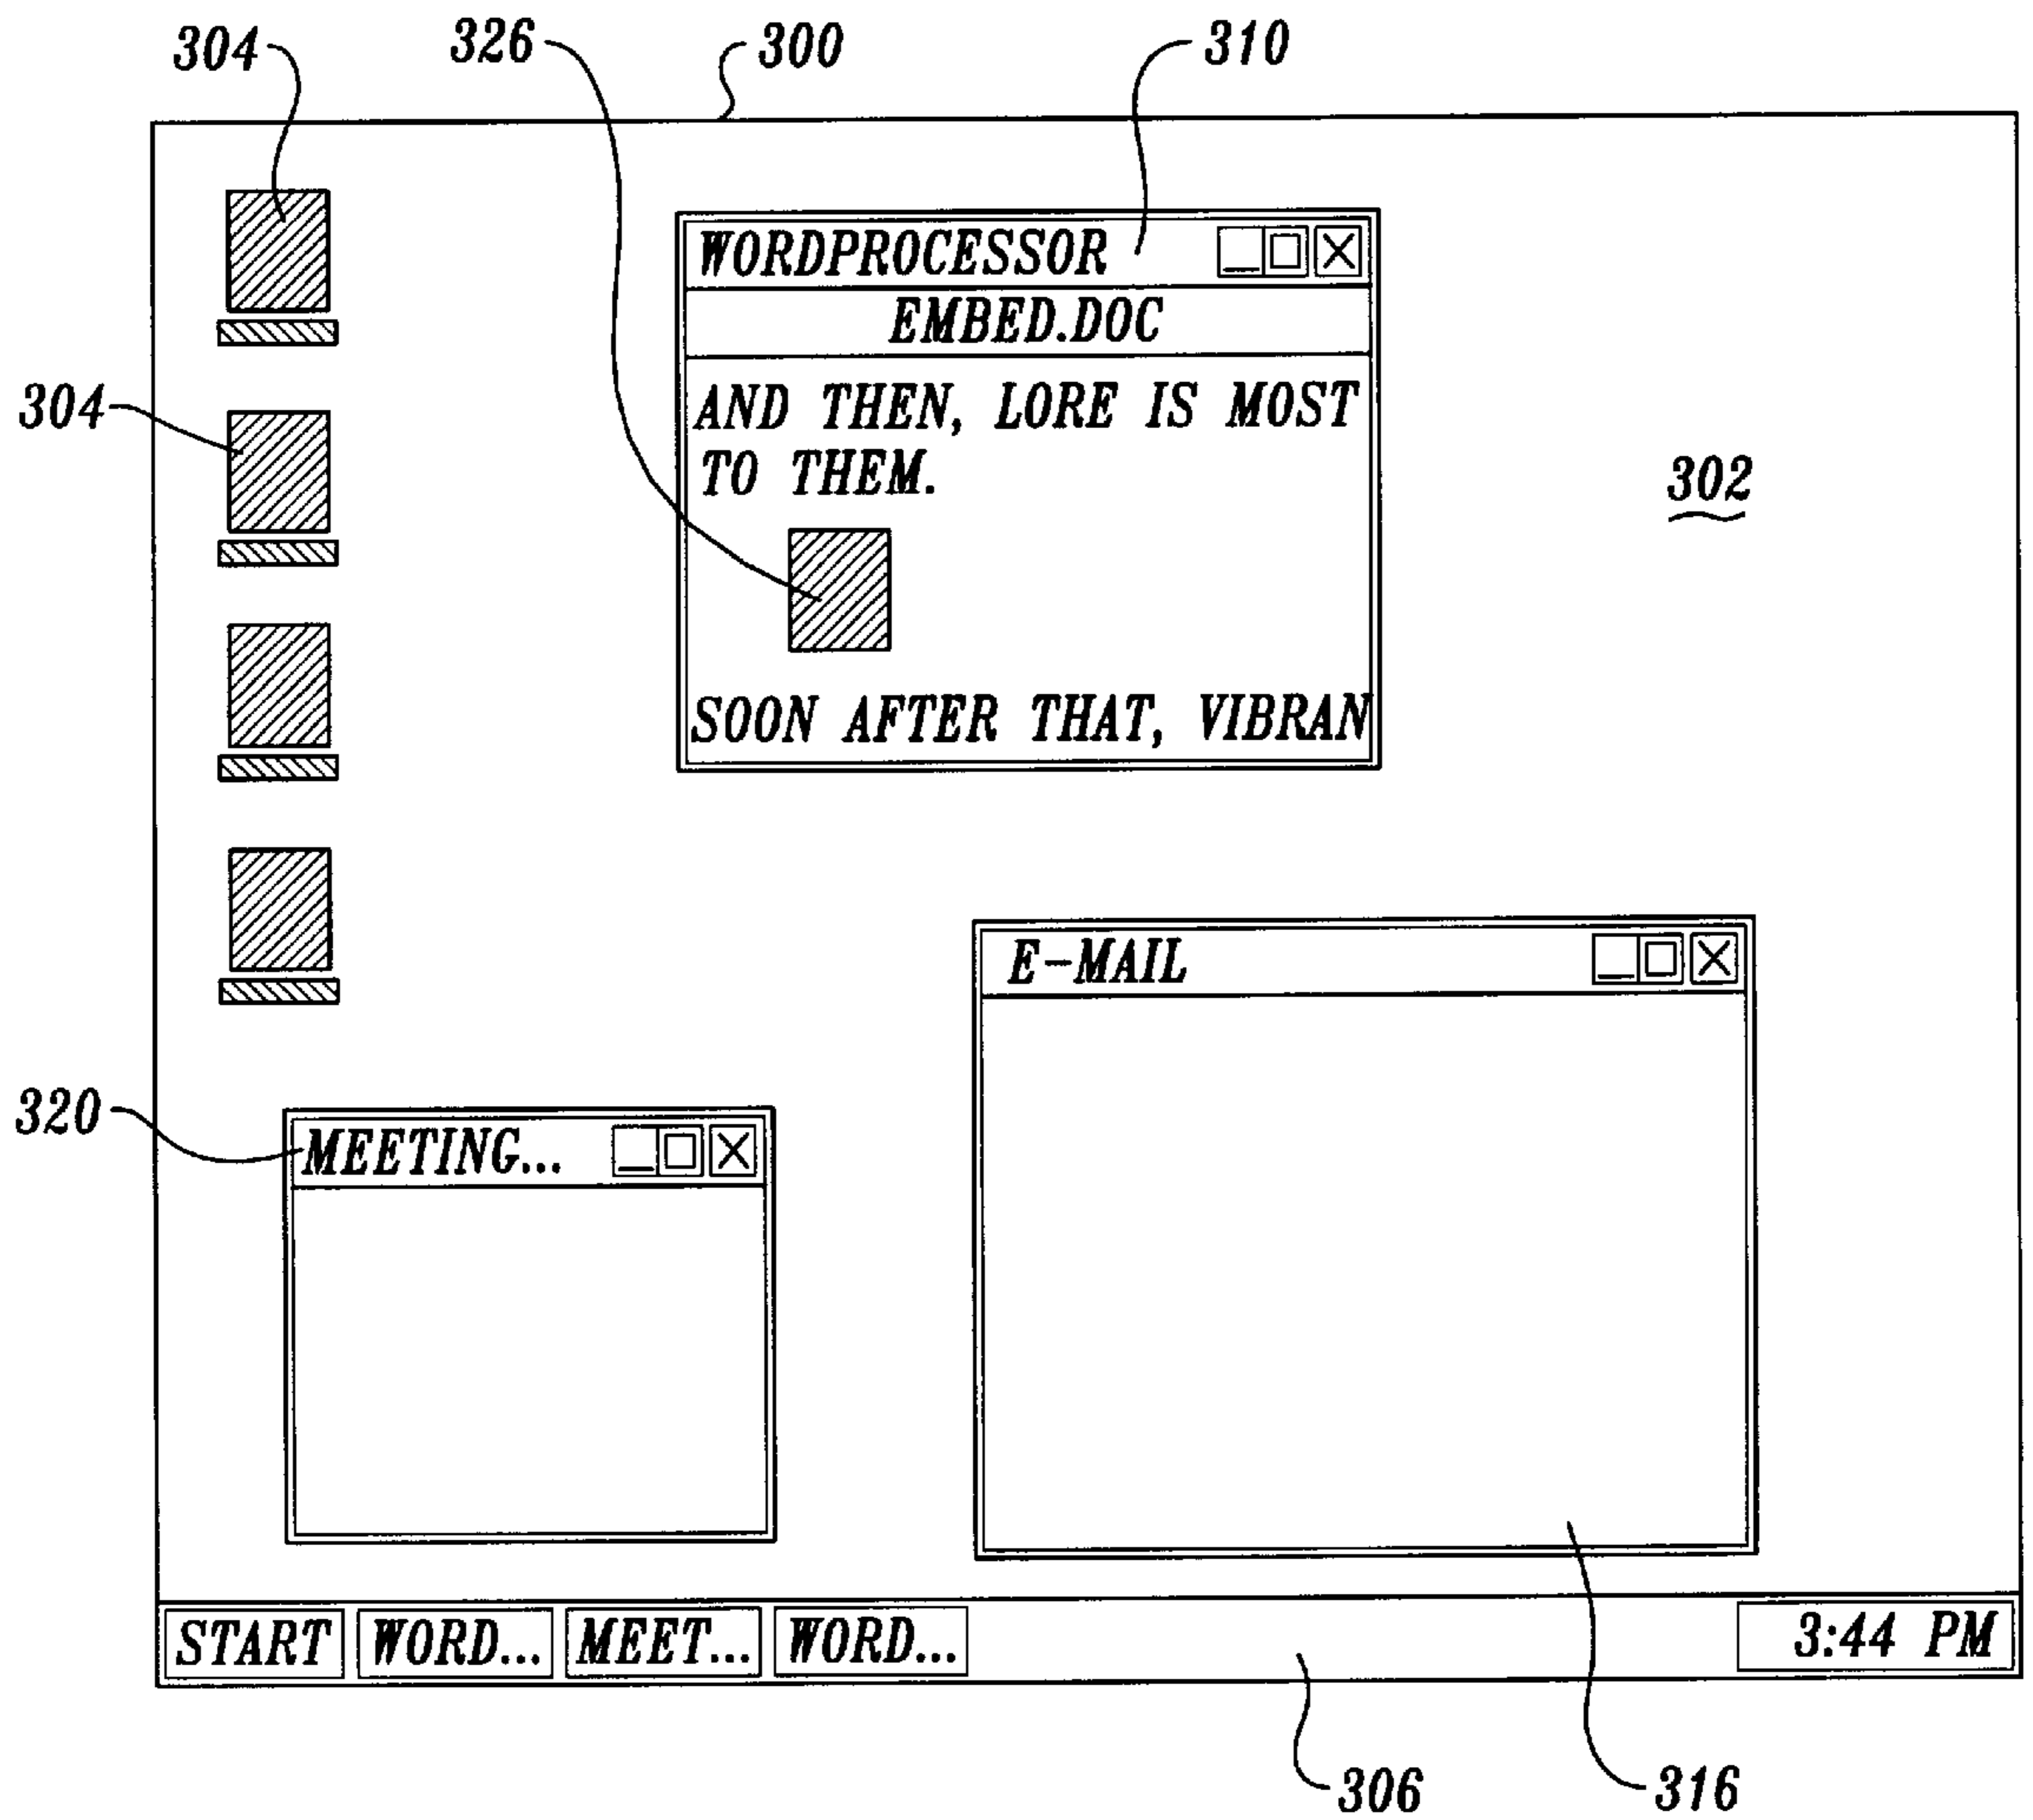 304
326
300
310
WORDPROCESSOR
EMBED.DOC
304
AND THEN, LORE IS MOST
TO THEM.
302
SOON AFTER THAT, VIBRAN
E-MAIL
320
MEETING...
START WORD... MEET... WORD... 3:44 PM
306
316